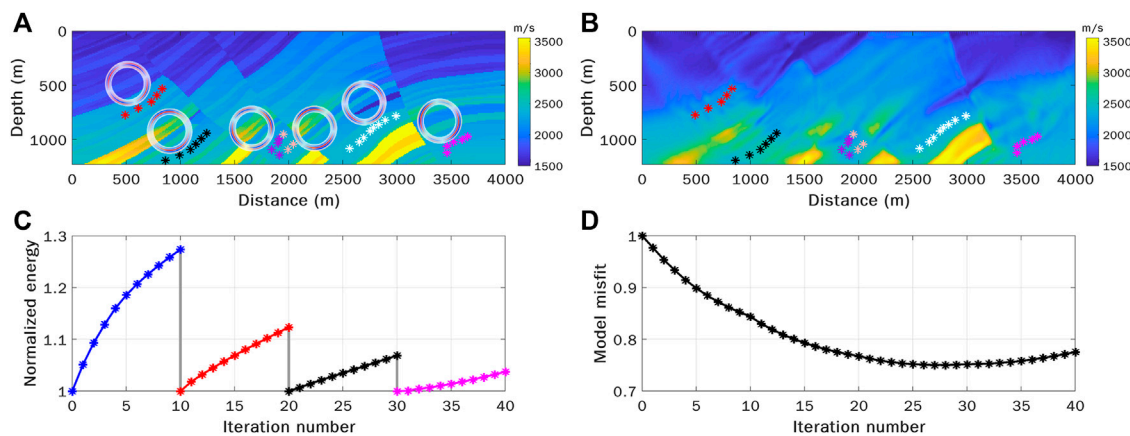 A
m/s
0
500
1000
Depth (m)
0 500 1000 1500 2000 2500 3000 3500 4000
Distance (m)
3500
3000
2500
2000
1500
B
m/s
0
500
1000
Depth (m)
0 500 1000 1500 2000 2500 3000 3500 4000
Distance (m)
3500
3000
2500
2000
1500
C
1.3
1.2
1.1
1
Normalized energy
0 5 10 15 20 25 30 35 40
Iteration number
D
1
0.9
0.8
0.7
Model misfit
0 5 10 15 20 25 30 35 40
Iteration number